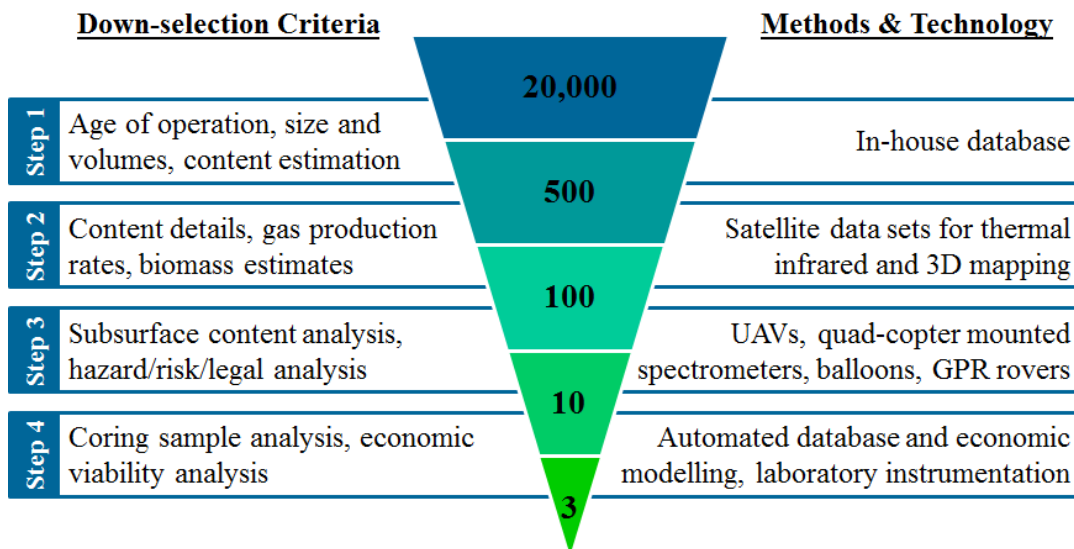 Down-selection Criteria
Methods & Technology
20,000
Step 1
Age of operation, size and
volumes, content estimation
In-house database
500
Step 2
Content details, gas production
rates, biomass estimates
Satellite data sets for thermal
infrared and 3D mapping
100
Step 3
Subsurface content analysis,
hazard/risk/legal analysis
UAVs, quad-copter mounted
spectrometers, balloons, GPR rovers
10
Step 4
Coring sample analysis, economic
viability analysis
Automated database and economic
modelling, laboratory instrumentation
3